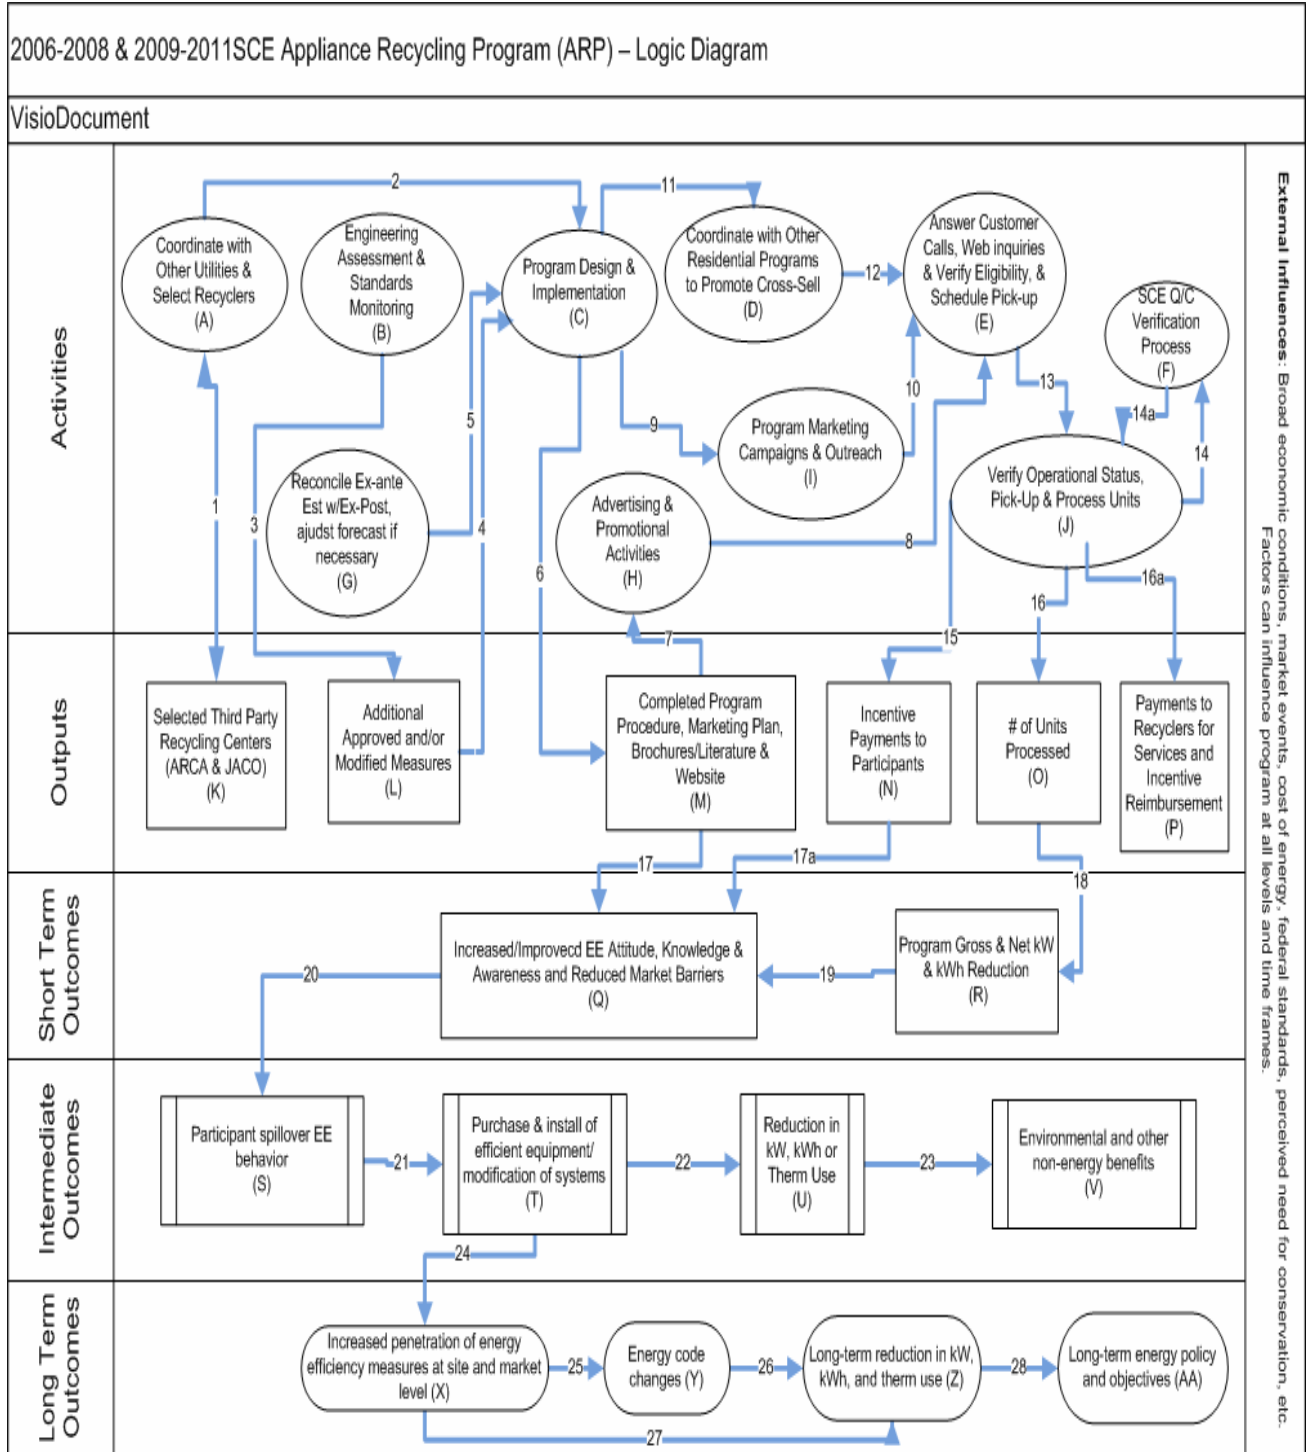 2006-2008 & 2009-2011SCE Appliance Recycling Program (ARP) – Logic Diagram
VisioDocument
Activities
2
11
Coordinate with
Other Utilities &
Select Recyclers
(A)
Engineering
Assessment &
Standards
Monitoring
(B)
Program Design &
Implementation
(C)
Coordinate with Other
Residential Programs
to Promote Cross-Sell
(D)
12
Answer Customer
Calls, Web inquiries
& Verify Eligibility, &
Schedule Pick-up
(E)
SCE Q/C
Verification
Process
(F)
13
10
14a
14
5
9
1
3
4
6
8
Reconcile Ex-ante
Est w/Ex-Post,
ajudst forecast if
necessary
(G)
Advertising &
Promotional
Activities
(H)
Program Marketing
Campaigns & Outreach
(I)
Verify Operational Status,
Pick-Up & Process Units
(J)
16
16a
7
15
Outputs
Selected Third Party
Recycling Centers
(ARCA & JACO)
(K)
Additional
Approved and/or
Modified Measures
(L)
Completed Program
Procedure, Marketing Plan,
Brochures/Literature &
Website
(M)
Incentive
Payments to
Participants
(N)
# of Units
Processed
(O)
Payments to
Recyclers for
Services and
Incentive
Reimbursement
(P)
17
17a
18
Short Term
Outcomes
Increased/Improvecd EE Attitude, Knowledge &
Awareness and Reduced Market Barriers
(Q)
Program Gross & Net kW
& kWh Reduction
(R)
20
19
Intermediate
Outcomes
Participant spillover EE
behavior
(S)
21
Purchase & install of
efficient equipment/
modification of systems
(T)
22
Reduction in
kW, kWh or
Therm Use
(U)
23
Environmental and other
non-energy benefits
(V)
24
Long Term
Outcomes
Increased penetration of energy
efficiency measures at site and market
level (X)
25
Energy code
changes (Y)
26
Long-term reduction in kW,
kWh, and therm use (Z)
28
Long-term energy policy
and objectives (AA)
27
External Influences: Broad economic conditions, market events, cost of energy, federal standards, perceived need for conservation, etc.
Factors can influence program at all levels and time frames.